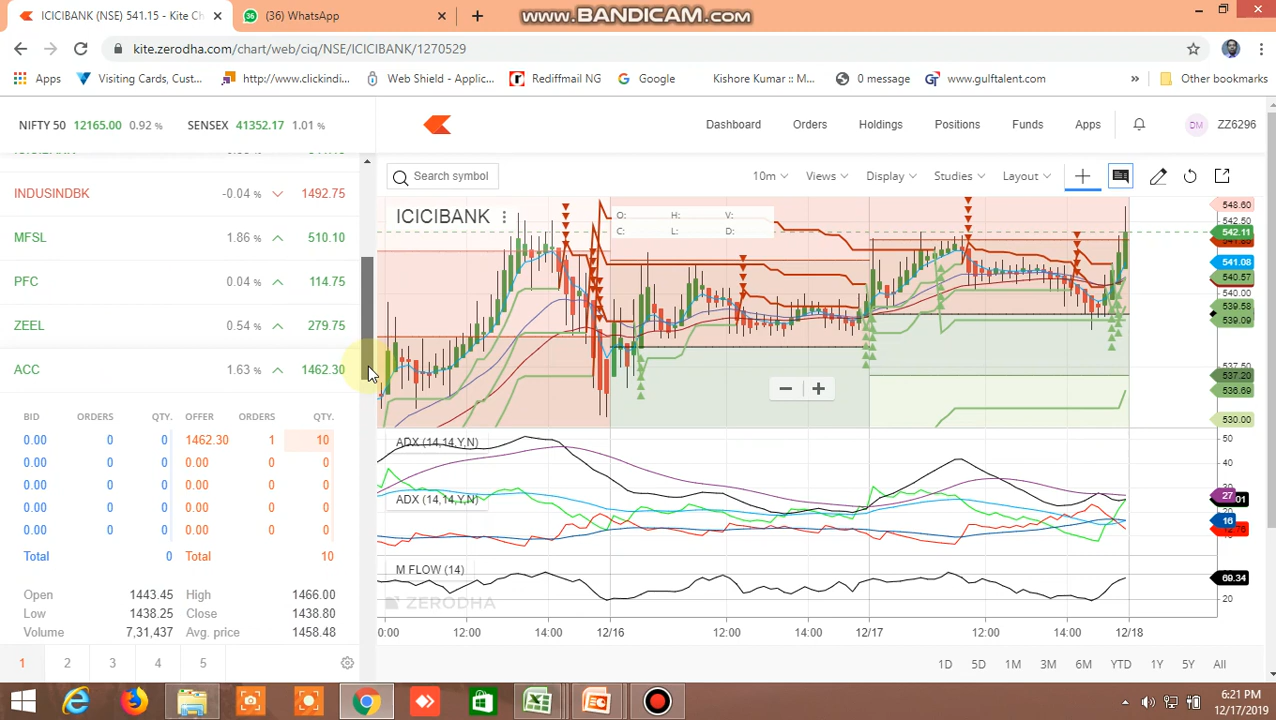 ICICIBANK (NSE) 541.15 - Kite Ch
(36) WhatsApp
www.BANDICAM.com
kite.zerodha.com/chart/web/ciq/NSE/ICICIBANK/1270529
Apps Visiting Cards, Cust... http://www.clickindi... Web Shield - Applic... Rediffmail NG Google Kishore Kumar :: M... 0 message www.gulftalent.com » Other bookmarks
NIFTY 50 12165.00 0.92 % SENSEX 41352.17 1.01 %
Dashboard Orders Holdings Positions Funds Apps DM ZZ6296
INDUSINDBK -0.04 % 1492.75
MFSL 1.86 % 510.10
PFC 0.04 % 114.75
ZEEL 0.54 % 279.75
ACC 1.63 % 1462.30
BID ORDERS QTY. OFFER ORDERS QTY.
0.00 0 0 1462.30 1 10
0.00 0 0 0.00 0 0
0.00 0 0 0.00 0 0
0.00 0 0 0.00 0 0
0.00 0 0 0.00 0 0
Total 0 Total 10
Open 1443.45 High 1466.00
Low 1438.25 Close 1438.80
Volume 7,31,437 Avg. price 1458.48
1 2 3 4 5
Search symbol 10m Views Display Studies Layout
ICICIBANK
O: H: V:
C: L: D:
548.60
542.50
542.11
541.08
540.57
540.00
539.58
539.09
537.50
537.20
536.69
530.00
ADX (14,14,Y,N)
50
40
ADX (14,14,Y,N)
27
16
M FLOW (14)
69.34
20
ZERODHA
0:00 12:00 14:00 12/16 12:00 14:00 12/17 12:00 14:00 12/18
1D 5D 1M 3M 6M YTD 1Y 5Y All
6:21 PM
12/17/2019